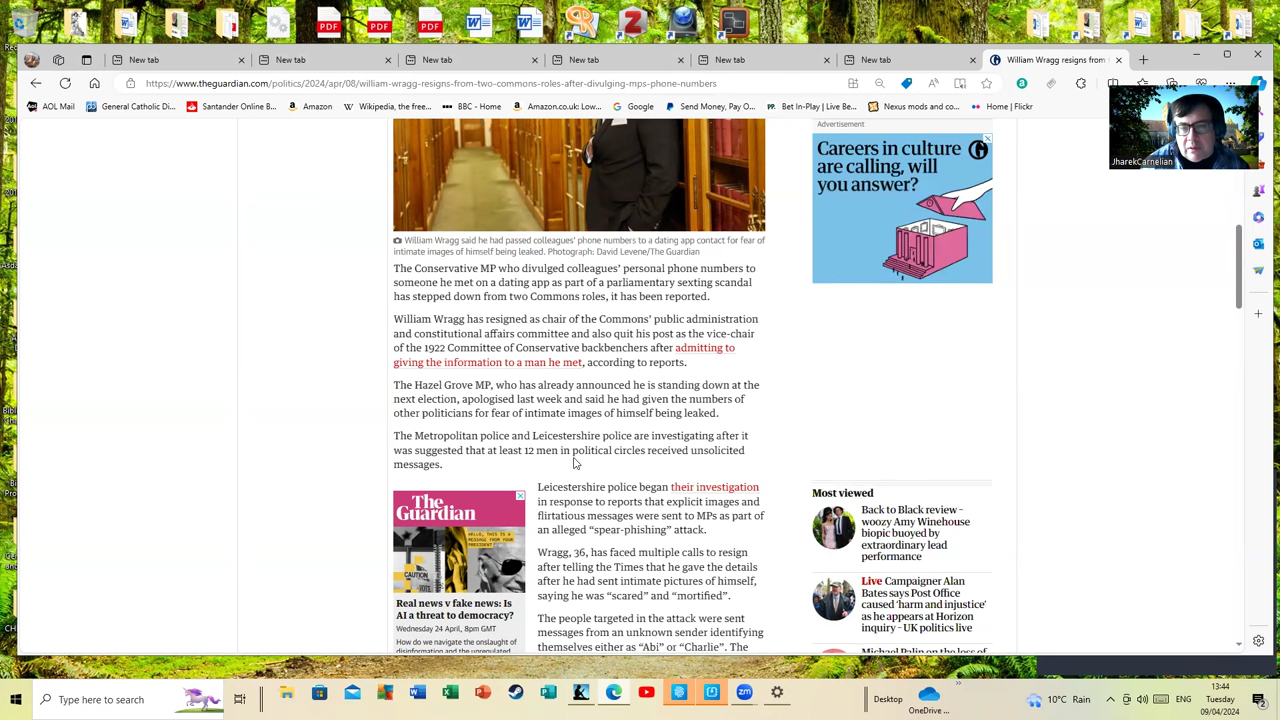 New tab
New tab
New tab
New tab
New tab
New tab
William Wragg resigns from
https://www.theguardian.com/politics/2024/apr/08/william-wragg-resigns-from-two-commons-roles-after-divulging-mps-phone-numbers
AOL Mail
General Catholic Di...
Santander Online B...
Amazon
Wikipedia, the free...
BBC - Home
Amazon.co.uk: Low...
Google
Send Money, Pay O...
Bet In-Play | Live Be...
Nexus mods and co...
Home | Flickr
JharekCarnelian
Advertisement
Careers in culture
are calling, will
you answer?
William Wragg said he had passed colleagues' phone numbers to a dating app contact for fear of
intimate images of himself being leaked. Photograph: David Levene/The Guardian
The Conservative MP who divulged colleagues' personal phone numbers to
someone he met on a dating app as part of a parliamentary sexting scandal
has stepped down from two Commons roles, it has been reported.
William Wragg has resigned as chair of the Commons' public administration
and constitutional affairs committee and also quit his post as the vice-chair
of the 1922 Committee of Conservative backbenchers after admitting to
giving the information to a man he met, according to reports.
The Hazel Grove MP, who has already announced he is standing down at the
next election, apologised last week and said he had given the numbers of
other politicians for fear of intimate images of himself being leaked.
The Metropolitan police and Leicestershire police are investigating after it
was suggested that at least 12 men in political circles received unsolicited
messages.
Leicestershire police began their investigation
in response to reports that explicit images and
flirtatious messages were sent to MPs as part of
an alleged “spear-phishing” attack.
Wragg, 36, has faced multiple calls to resign
after telling the Times that he gave the details
after he had sent intimate pictures of himself,
saying he was “scared” and “mortified”.
The people targeted in the attack were sent
messages from an unknown sender identifying
themselves either as “Abi” or “Charlie”. The
The
Guardian
CAUTION
Real news v fake news: Is
AI a threat to democracy?
Wednesday 24 April, 8pm GMT
How do we navigate the onslaught of
disinformation and the unregulated
Most viewed
Back to Black review –
woozy Amy Winehouse
biopic buoyed by
extraordinary lead
performance
Live Campaigner Alan
Bates says Post Office
caused 'harm and injustice'
as he appears at Horizon
inquiry – UK politics live
Michael Palin on the loss of
Type here to search
Desktop
OneDrive ...
10°C Rain
ENG
13:44
Tuesday
09/04/2024